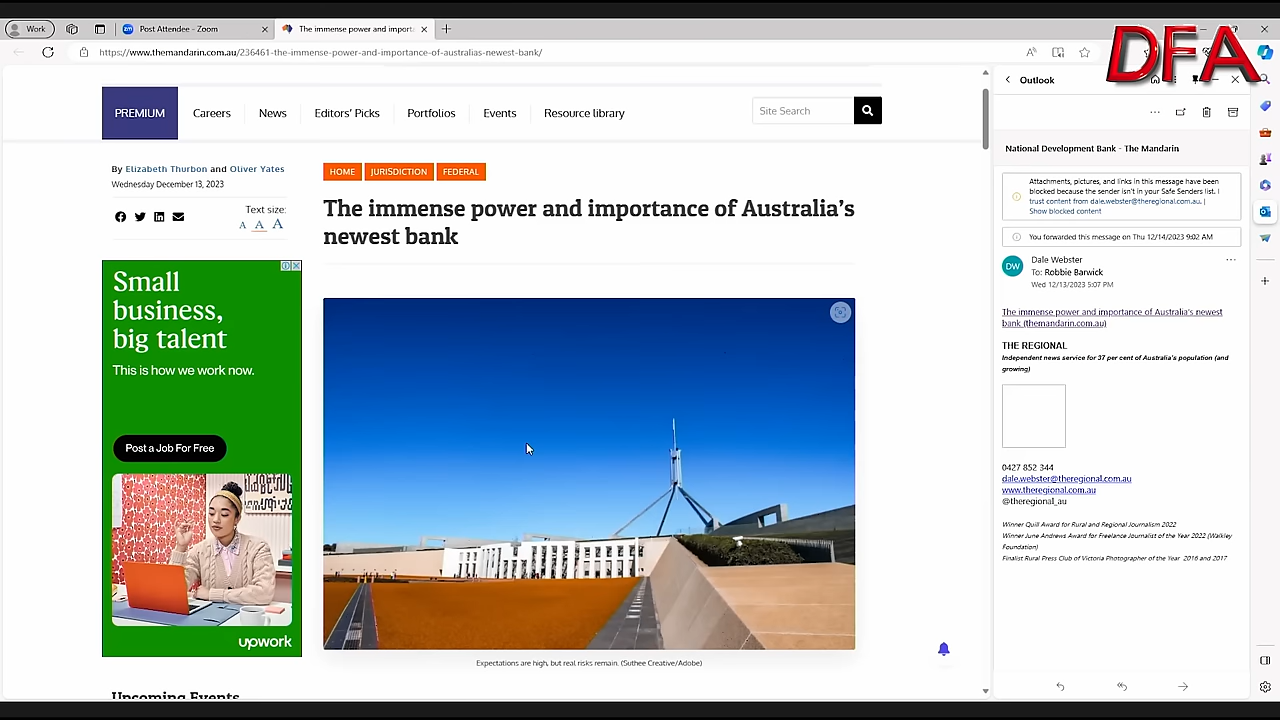 Work
Post Attendee - Zoom
The immense power and importan
https://www.themandarin.com.au/236461-the-immense-power-and-importance-of-australias-newest-bank/
DFA
Outlook
PREMIUM
Careers
News
Editors' Picks
Portfolios
Events
Resource library
Site Search
By Elizabeth Thurbon and Oliver Yates
Wednesday December 13, 2023
Text size:
A A A
HOME
JURISDICTION
FEDERAL
The immense power and importance of Australia's
newest bank
Small
business,
big talent
This is how we work now.
Post a Job For Free
upwork
Expectations are high, but real risks remain. (Suthee Creative/Adobe)
Upcoming Events
National Development Bank - The Mandarin
Attachments, pictures, and links in this message have been
blocked because the sender isn't in your Safe Senders list. I
trust content from dale.webster@theregional.com.au. |
Show blocked content
You forwarded this message on Thu 12/14/2023 9:02 AM
DW
Dale Webster
To: Robbie Barwick
Wed 12/13/2023 5:07 PM
The immense power and importance of Australia's newest
bank (themandarin.com.au)
THE REGIONAL
Independent news service for 37 per cent of Australia's population (and
growing)
0427 852 344
dale.webster@theregional.com.au
www.theregional.com.au
@theregional_au
Winner Quill Award for Rural and Regional Journalism 2022
Winner June Andrews Award for Freelance Journalist of the Year 2022 (Walkley
Foundation)
Finalist Rural Press Club of Victoria Photographer of the Year 2016 and 2017